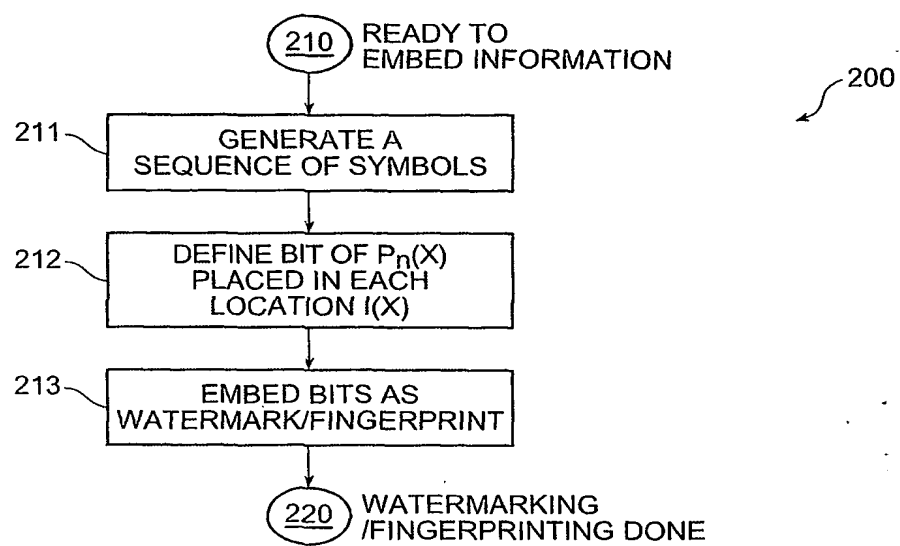 210 READY TO
EMBED INFORMATION
200
211
GENERATE A
SEQUENCE OF SYMBOLS
212
DEFINE BIT OF Pn(X)
PLACED IN EACH
LOCATION I(X)
213
EMBED BITS AS
WATERMARK/FINGERPRINT
220 WATERMARKING
/FINGERPRINTING DONE